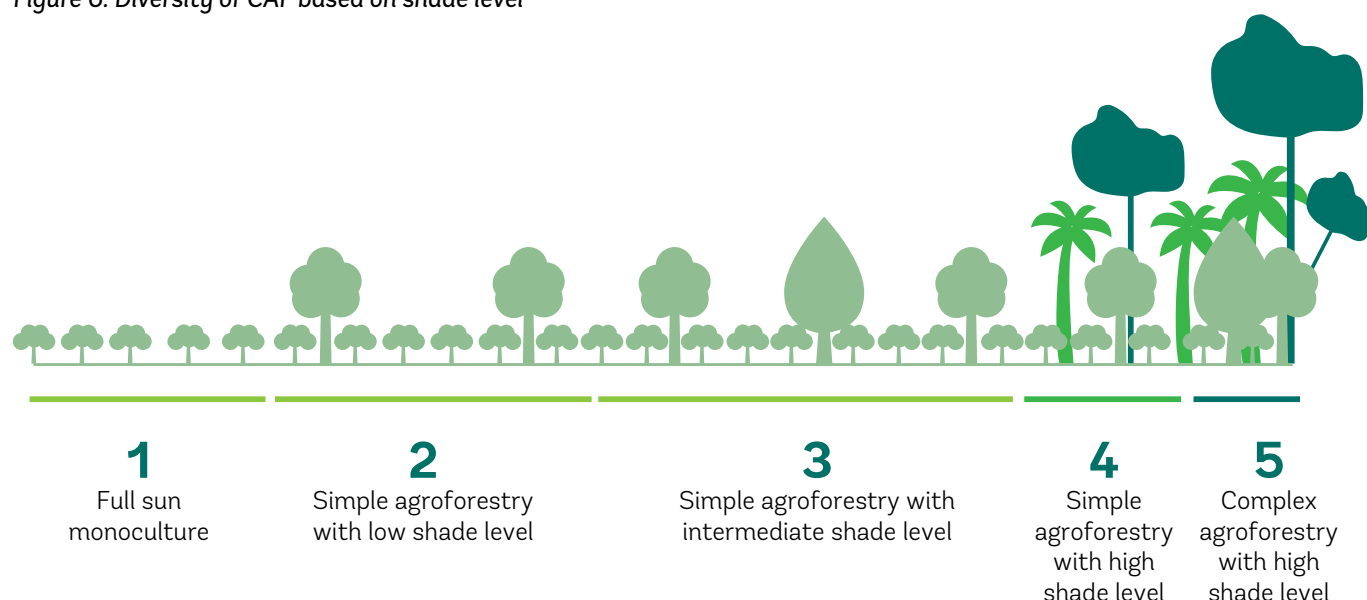 Figure 6. Diversity of CAF based on shade level
1
Full sun
monoculture
2
Simple agroforestry
with low shade level
3
Simple agroforestry with
intermediate shade level
4
Simple
agroforestry
with high
shade level
5
Complex
agroforestry
with high
shade level